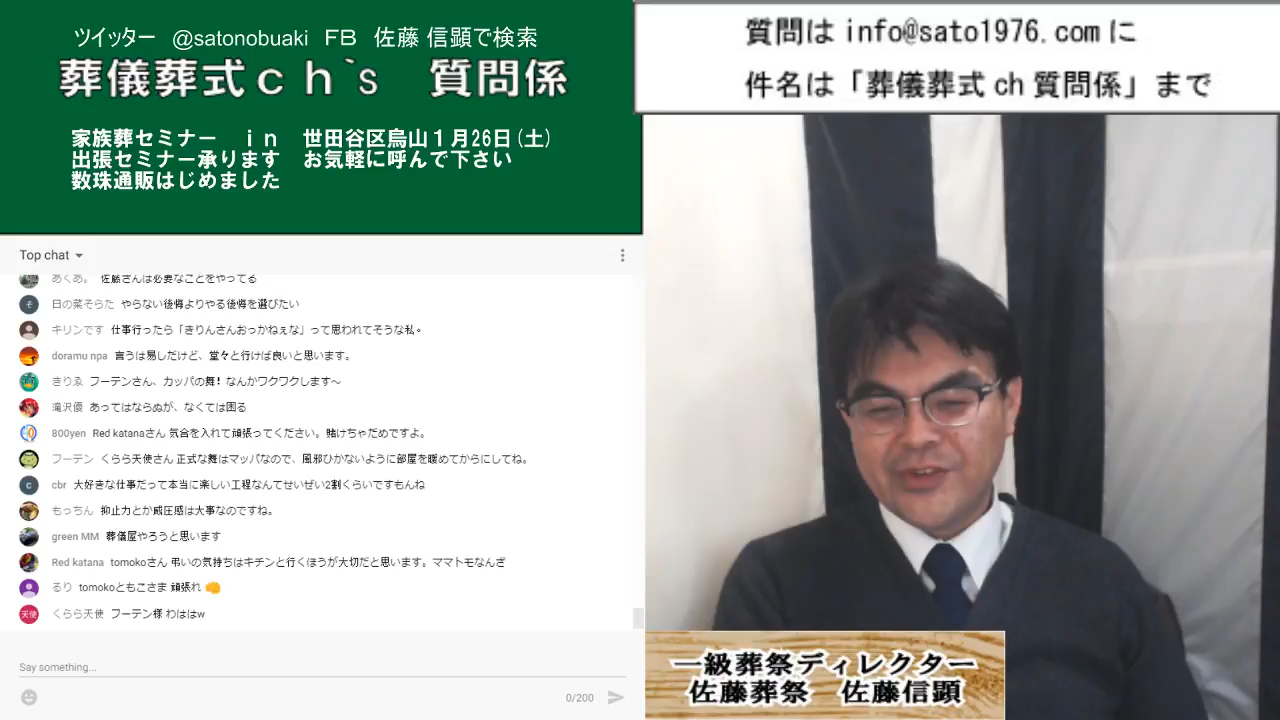 ツイッター　@satonobuaki　ＦＢ　佐藤 信顕で検索
葬儀葬式ｃｈ`s　質問係
家族葬セミナー　ｉｎ　世田谷区烏山１月26日(土)
出張セミナー承ります　お気軽に呼んで下さい
数珠通販はじめました
質問は info@sato1976.com に
件名は「葬儀葬式 ch 質問係」まで
Top chat
あくあ。 佐藤さんは必要なことをやってる
日の菜そらた やらない後悔よりやる後悔を選びたい
キリンです 仕事行ったら「きりんさんおっかねぇな」って思われてそうな私。
doramu npa 言うは易しだけど、堂々と行けば良いと思います。
きりゑ フーテンさん、カッパの舞！なんかワクワクします〜
滝沢優 あってはならぬが、なくては困る
800yen Red katanaさん 気合を入れて頑張ってください。賭けちゃだめですよ。
フーテン くらら天使さん 正式な舞はマッパなので、風邪ひかないように部屋を暖めてからにしてね。
c
cbr 大好きな仕事だって本当に楽しい工程なんてせいぜい2割くらいですもんね
もっちん 抑止力とか威圧感は大事なのですね。
green MM 葬儀屋やろうと思います
Red katana tomokoさん 弔いの気持ちはキチンと行くほうが大切だと思います。ママトモなんざ
るり tomokoともこさま 頑張れ 👊
天使
くらら天使 フーテン様 わははw
Say something...
0/200
一級葬祭ディレクター
佐藤葬祭　佐藤信顕